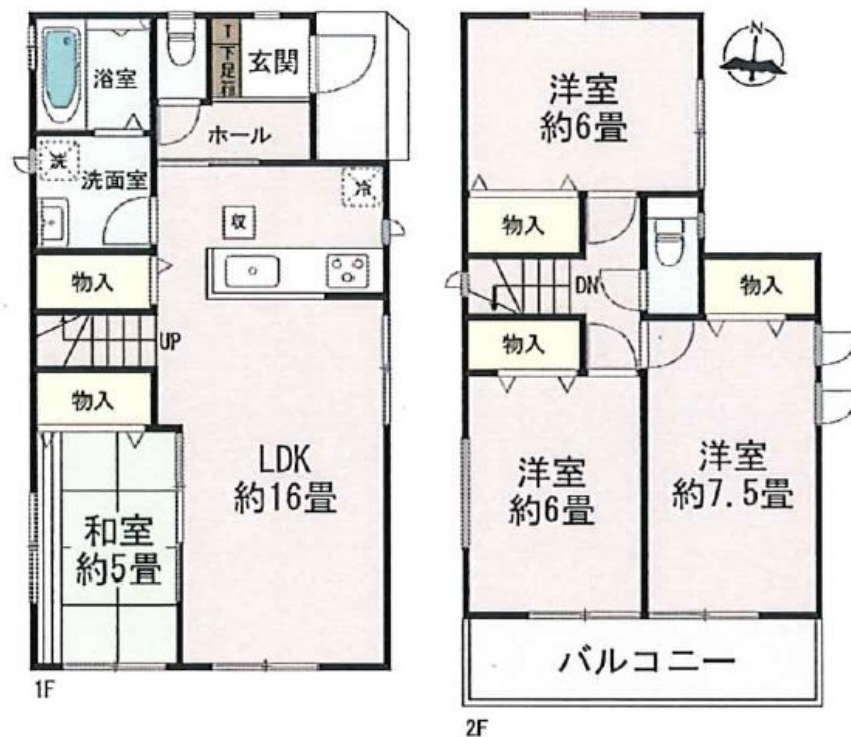 浴室
T
下足箱
玄関
ホール
洗
洗面室
冷
収
物入
UP
物入
LDK
約16畳
和室
約5畳
1F
N
洋室
約6畳
物入
DN
物入
物入
洋室
約6畳
洋室
約7.5畳
バルコニー
2F